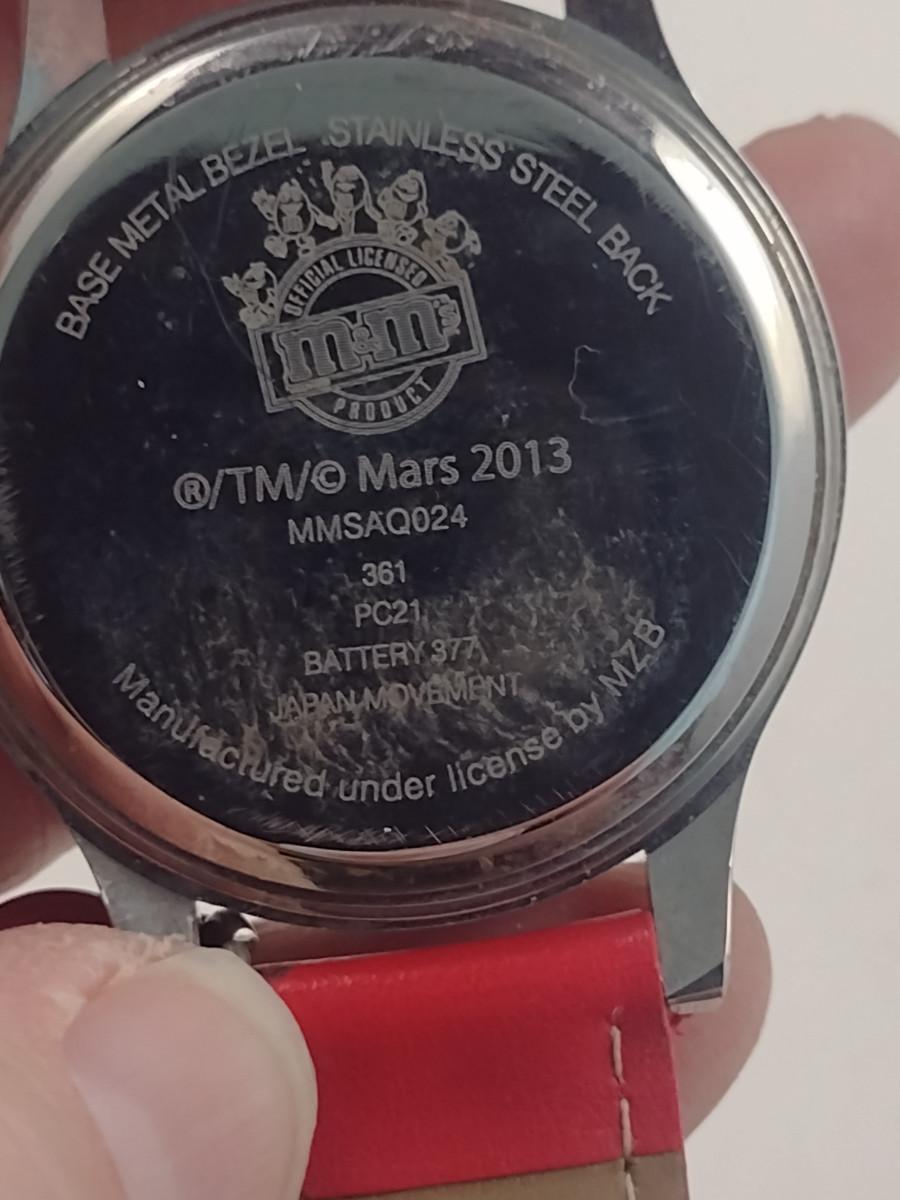 BASE METAL BEZEL STAINLESS STEEL BACK
OFFICIAL LICENSED
m&m's
PRODUCT
®/TM/© Mars 2013
MMSAQ024
361
PC21
BATTERY 377
JAPAN MOVEMENT
Manufactured under license by MZB